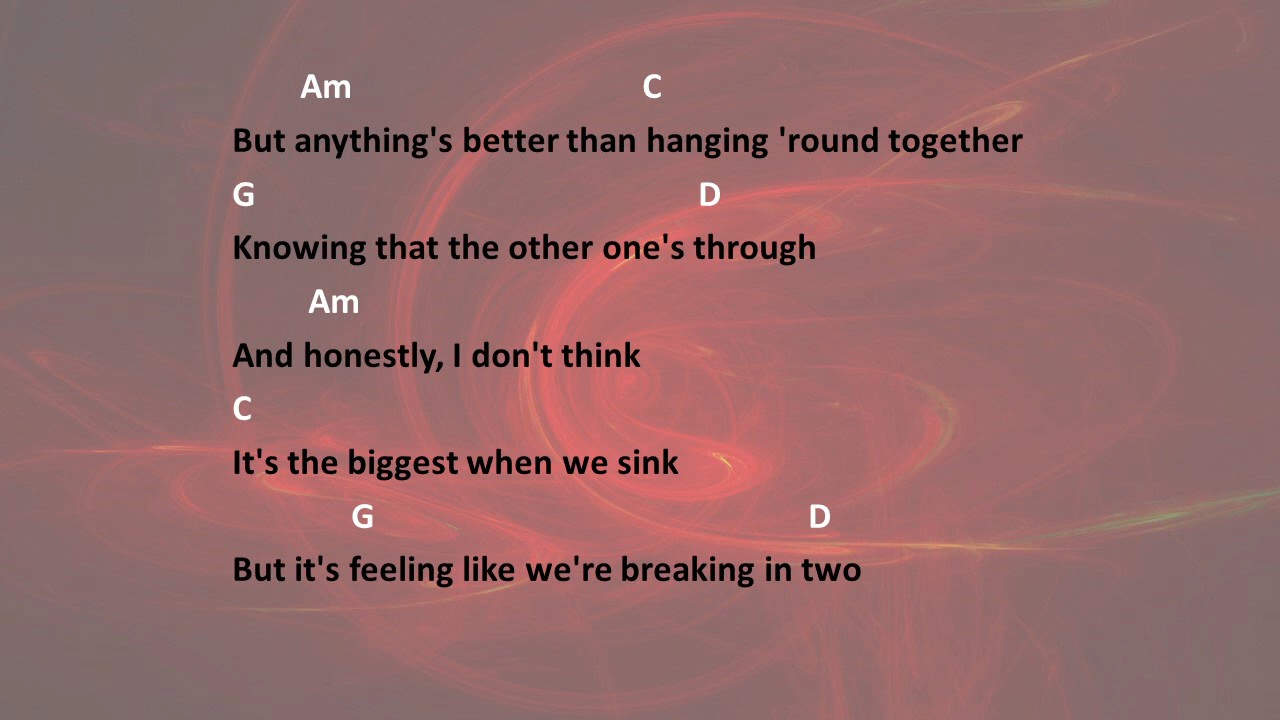 Am C
But anything's better than hanging 'round together
G D
Knowing that the other one's through
Am
And honestly, I don't think
C
It's the biggest when we sink
G D
But it's feeling like we're breaking in two